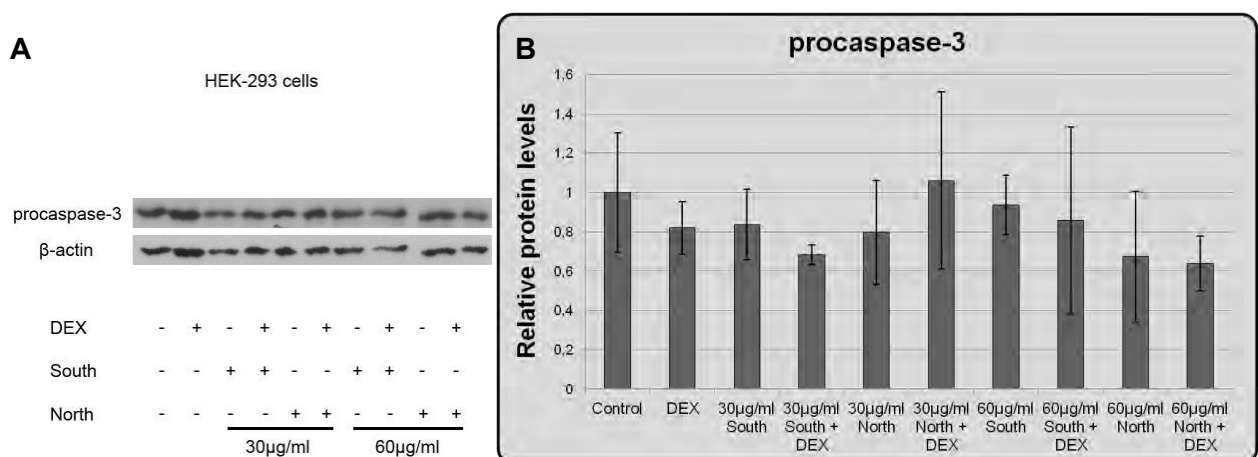 A
HEK-293 cells
procaspase-3
β-actin
DEX - + - + - + - + - +
South - - + + - - + + - -
North - - - - + + - - + +
30μg/ml 60μg/ml
B
procaspase-3
Relative protein levels
1,6
1,4
1,2
1
0,8
0,6
0,4
0,2
0
Control DEX 30μg/ml 30μg/ml 30μg/ml 30μg/ml 60μg/ml 60μg/ml 60μg/ml 60μg/ml
South South + North North + South South + North North +
DEX DEX DEX DEX